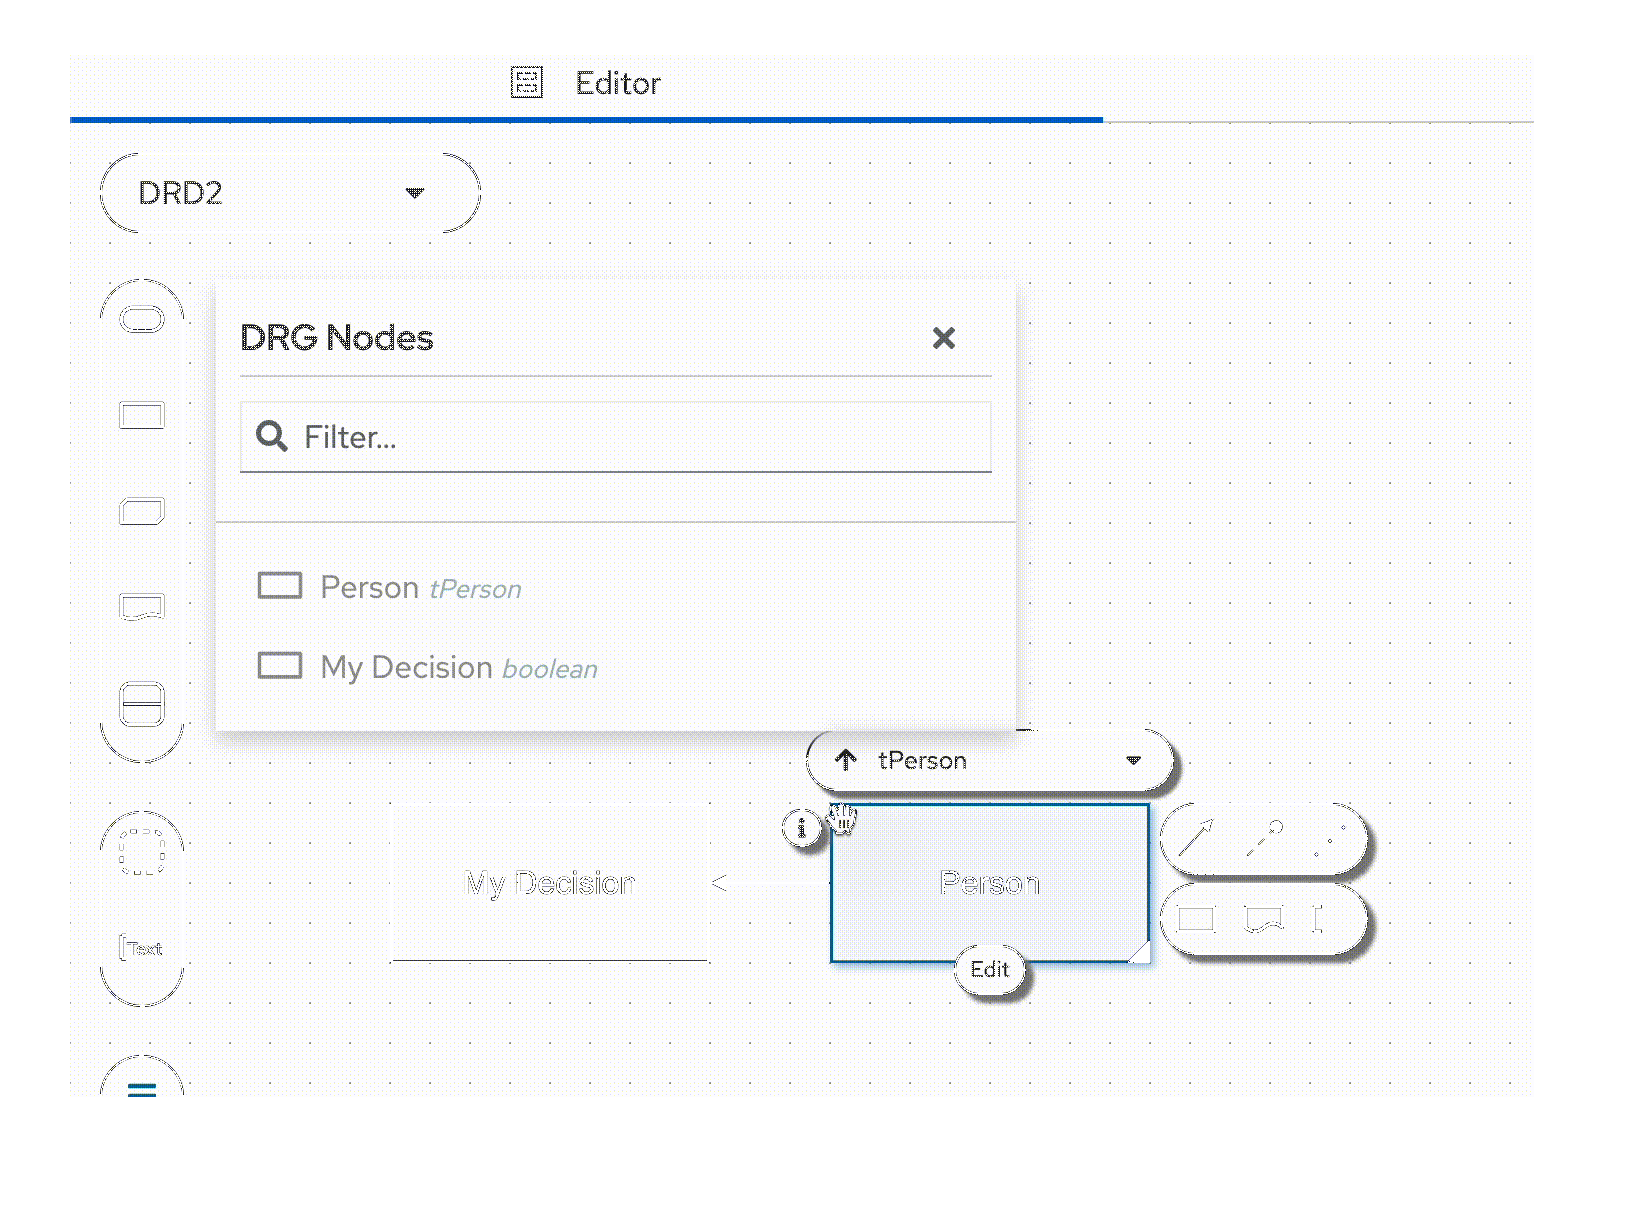 Editor
DRD2
DRG Nodes
Filter...
Person tPerson
My Decision boolean
tPerson
i
My Decision
Person
Text
Edit